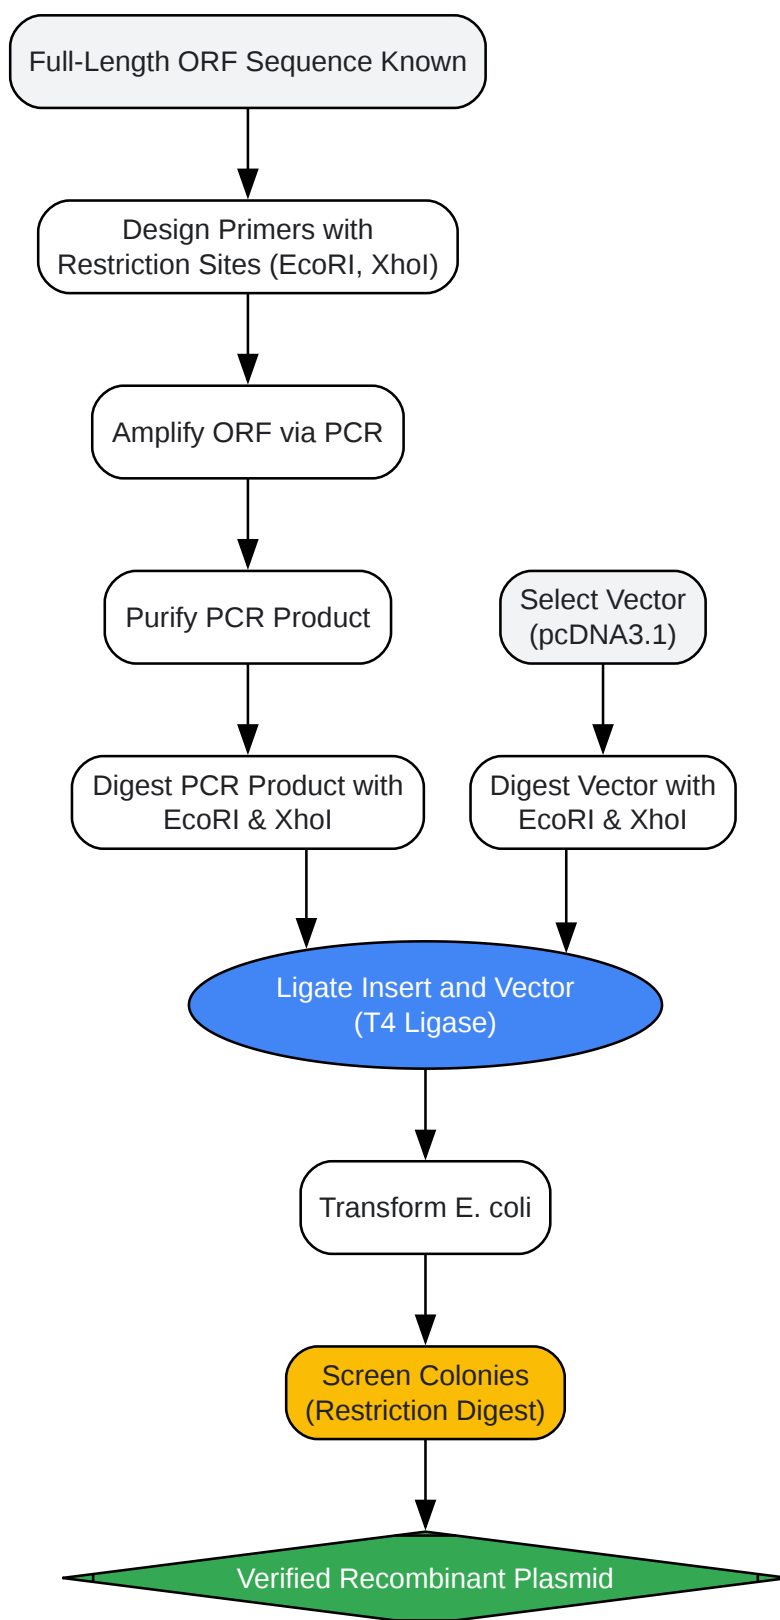 Full-Length ORF Sequence Known
Design Primers with
Restriction Sites (EcoRI, XhoI)
Amplify ORF via PCR
Purify PCR Product
Select Vector
(pcDNA3.1)
Digest PCR Product with
EcoRI & XhoI
Digest Vector with
EcoRI & XhoI
Ligate Insert and Vector
(T4 Ligase)
Transform E. coli
Screen Colonies
(Restriction Digest)
Verified Recombinant Plasmid